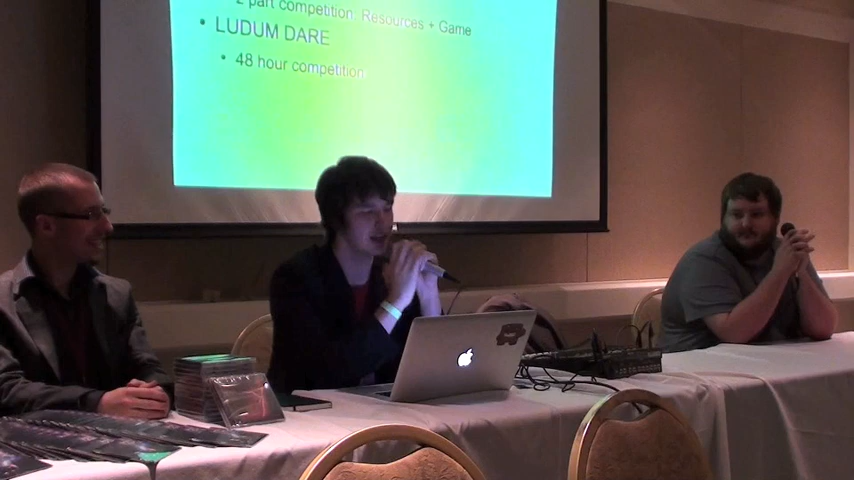 2 part competition: Resources + Game
• LUDUM DARE
• 48 hour competition